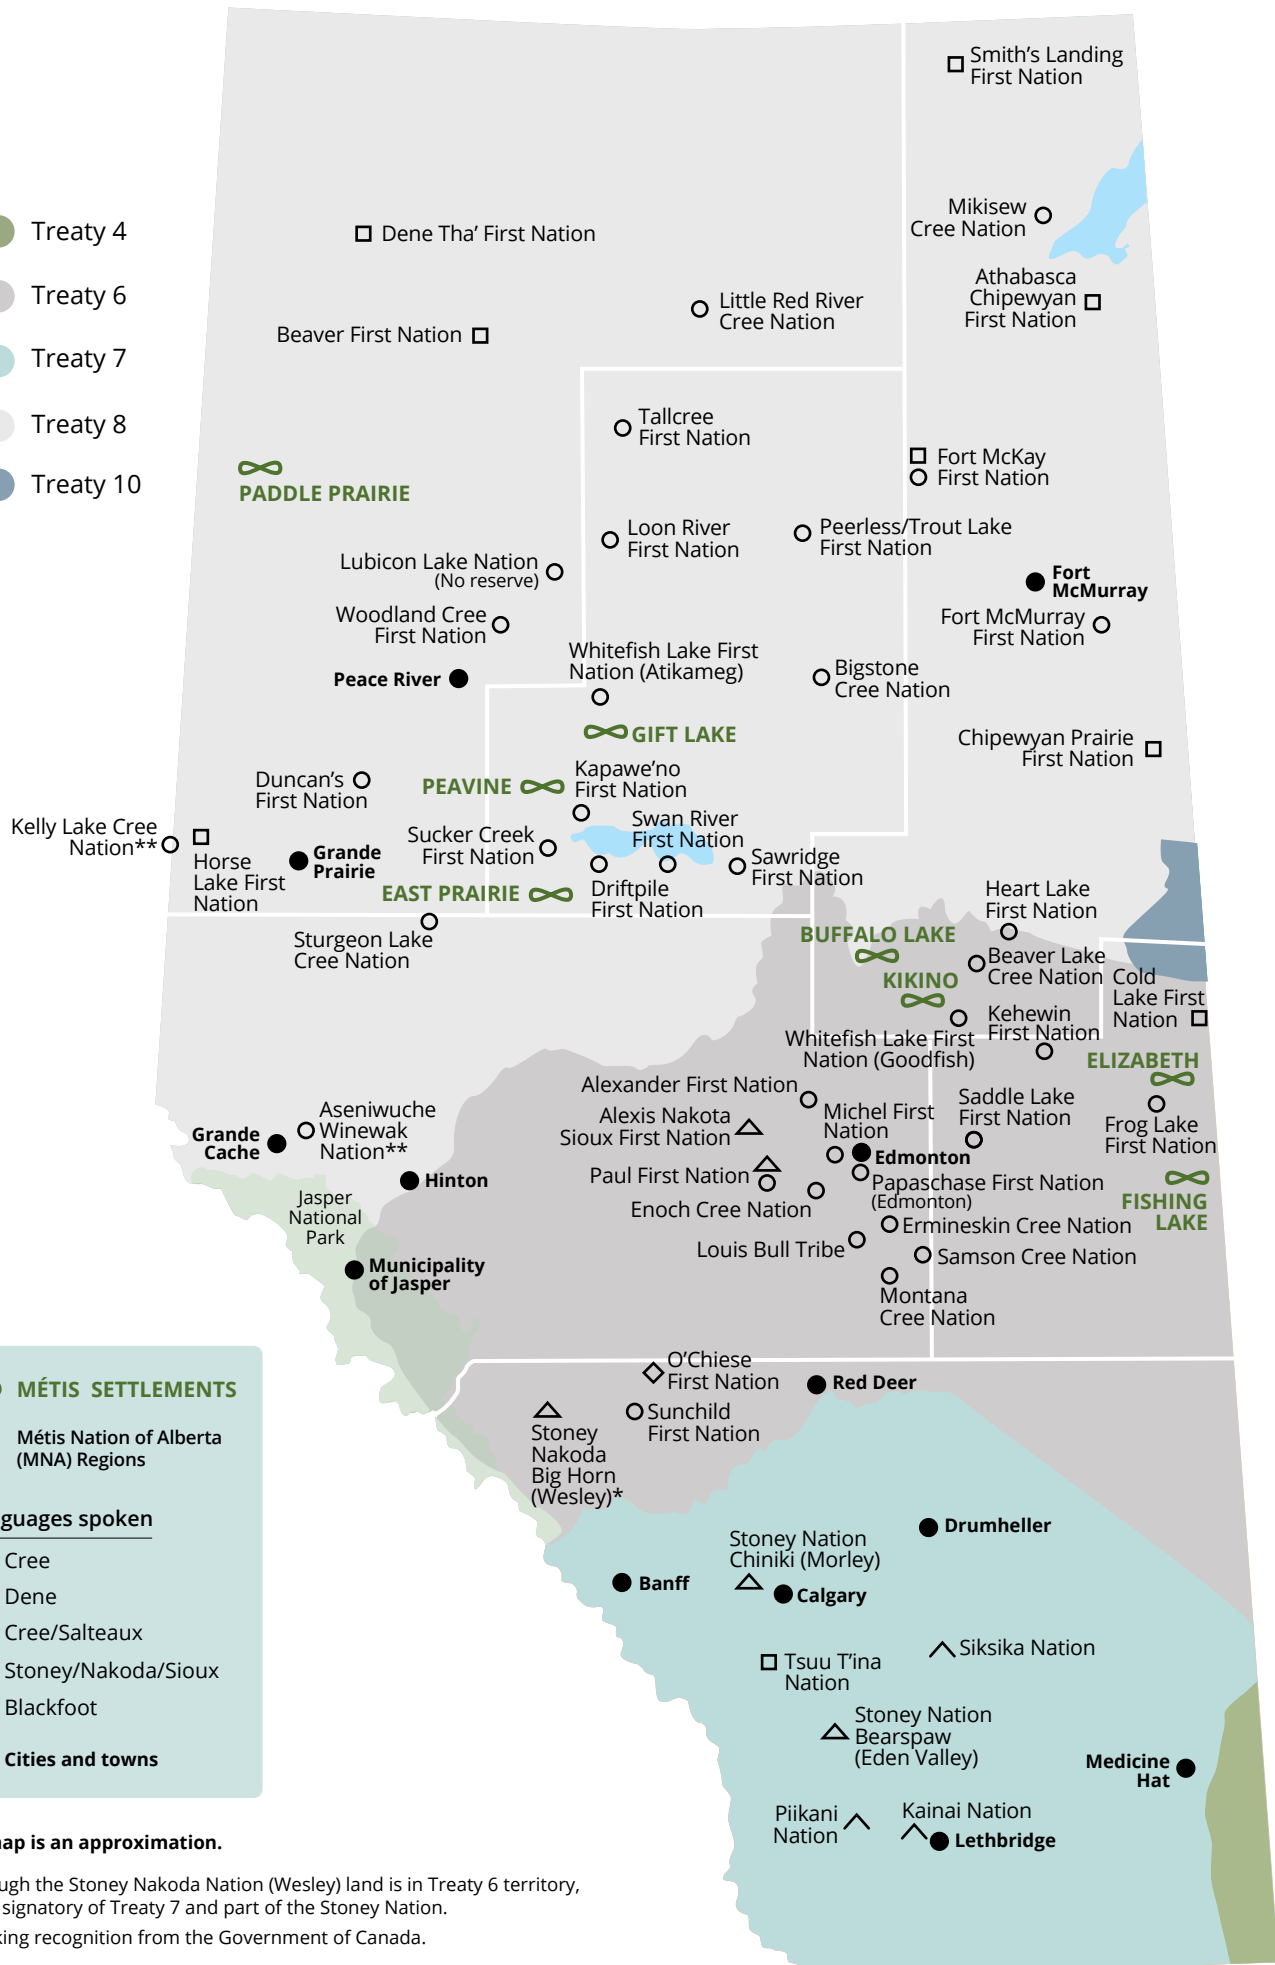 Smith's Landing
First Nation
Mikisew
Cree Nation
Treaty 4
Dene Tha' First Nation
Athabasca
Chipewyan
First Nation
Treaty 6
Little Red River
Cree Nation
Beaver First Nation
Treaty 7
Treaty 8
Tallcree
First Nation
Fort McKay
First Nation
Treaty 10
PADDLE PRAIRIE
Loon River
First Nation
Peerless/Trout Lake
First Nation
Lubicon Lake Nation
(No reserve)
Fort
McMurray
Woodland Cree
First Nation
Fort McMurray
First Nation
Whitefish Lake First
Nation (Atikameg)
Peace River
Bigstone
Cree Nation
GIFT LAKE
Chipewyan Prairie
First Nation
Duncan's
First Nation
PEAVINE
Kapawe'no
First Nation
Kelly Lake Cree
Nation**
Horse
Lake First
Nation
Grande
Prairie
Sucker Creek
First Nation
Swan River
First Nation
Sawridge
First Nation
EAST PRAIRIE
Driftpile
First Nation
Heart Lake
First Nation
Sturgeon Lake
Cree Nation
BUFFALO LAKE
Beaver Lake
Cree Nation
KIKINO
Cold
Lake First
Nation
Kehewin
First Nation
Whitefish Lake First
Nation (Goodfish)
ELIZABETH
Alexander First Nation
Saddle Lake
First Nation
Aseniwuche
Winewak
Nation**
Alexis Nakota
Sioux First Nation
Michel First
Nation
Frog Lake
First Nation
Grande
Cache
Edmonton
Paul First Nation
Hinton
Papaschase First Nation
(Edmonton)
Jasper
National
Park
Enoch Cree Nation
FISHING
LAKE
Ermineskin Cree Nation
Louis Bull Tribe
Samson Cree Nation
Municipality
of Jasper
Montana
Cree Nation
O'Chiese
First Nation
Red Deer
Sunchild
First Nation
Stoney
Nakoda
Big Horn
(Wesley)*
MÉTIS SETTLEMENTS
Métis Nation of Alberta
(MNA) Regions
guages spoken
Cree
Dene
Cree/Salteaux
Stoney/Nakoda/Sioux
Blackfoot
Cities and towns
Drumheller
Stoney Nation
Chiniki (Morley)
Banff
Calgary
Siksika Nation
Tsuu T'ina
Nation
Stoney Nation
Bearspaw
(Eden Valley)
Medicine
Hat
Piikani
Nation
Kainai Nation
Lethbridge
ap is an approximation.
ugh the Stoney Nakoda Nation (Wesley) land is in Treaty 6 territory,
signatory of Treaty 7 and part of the Stoney Nation.
king recognition from the Government of Canada.